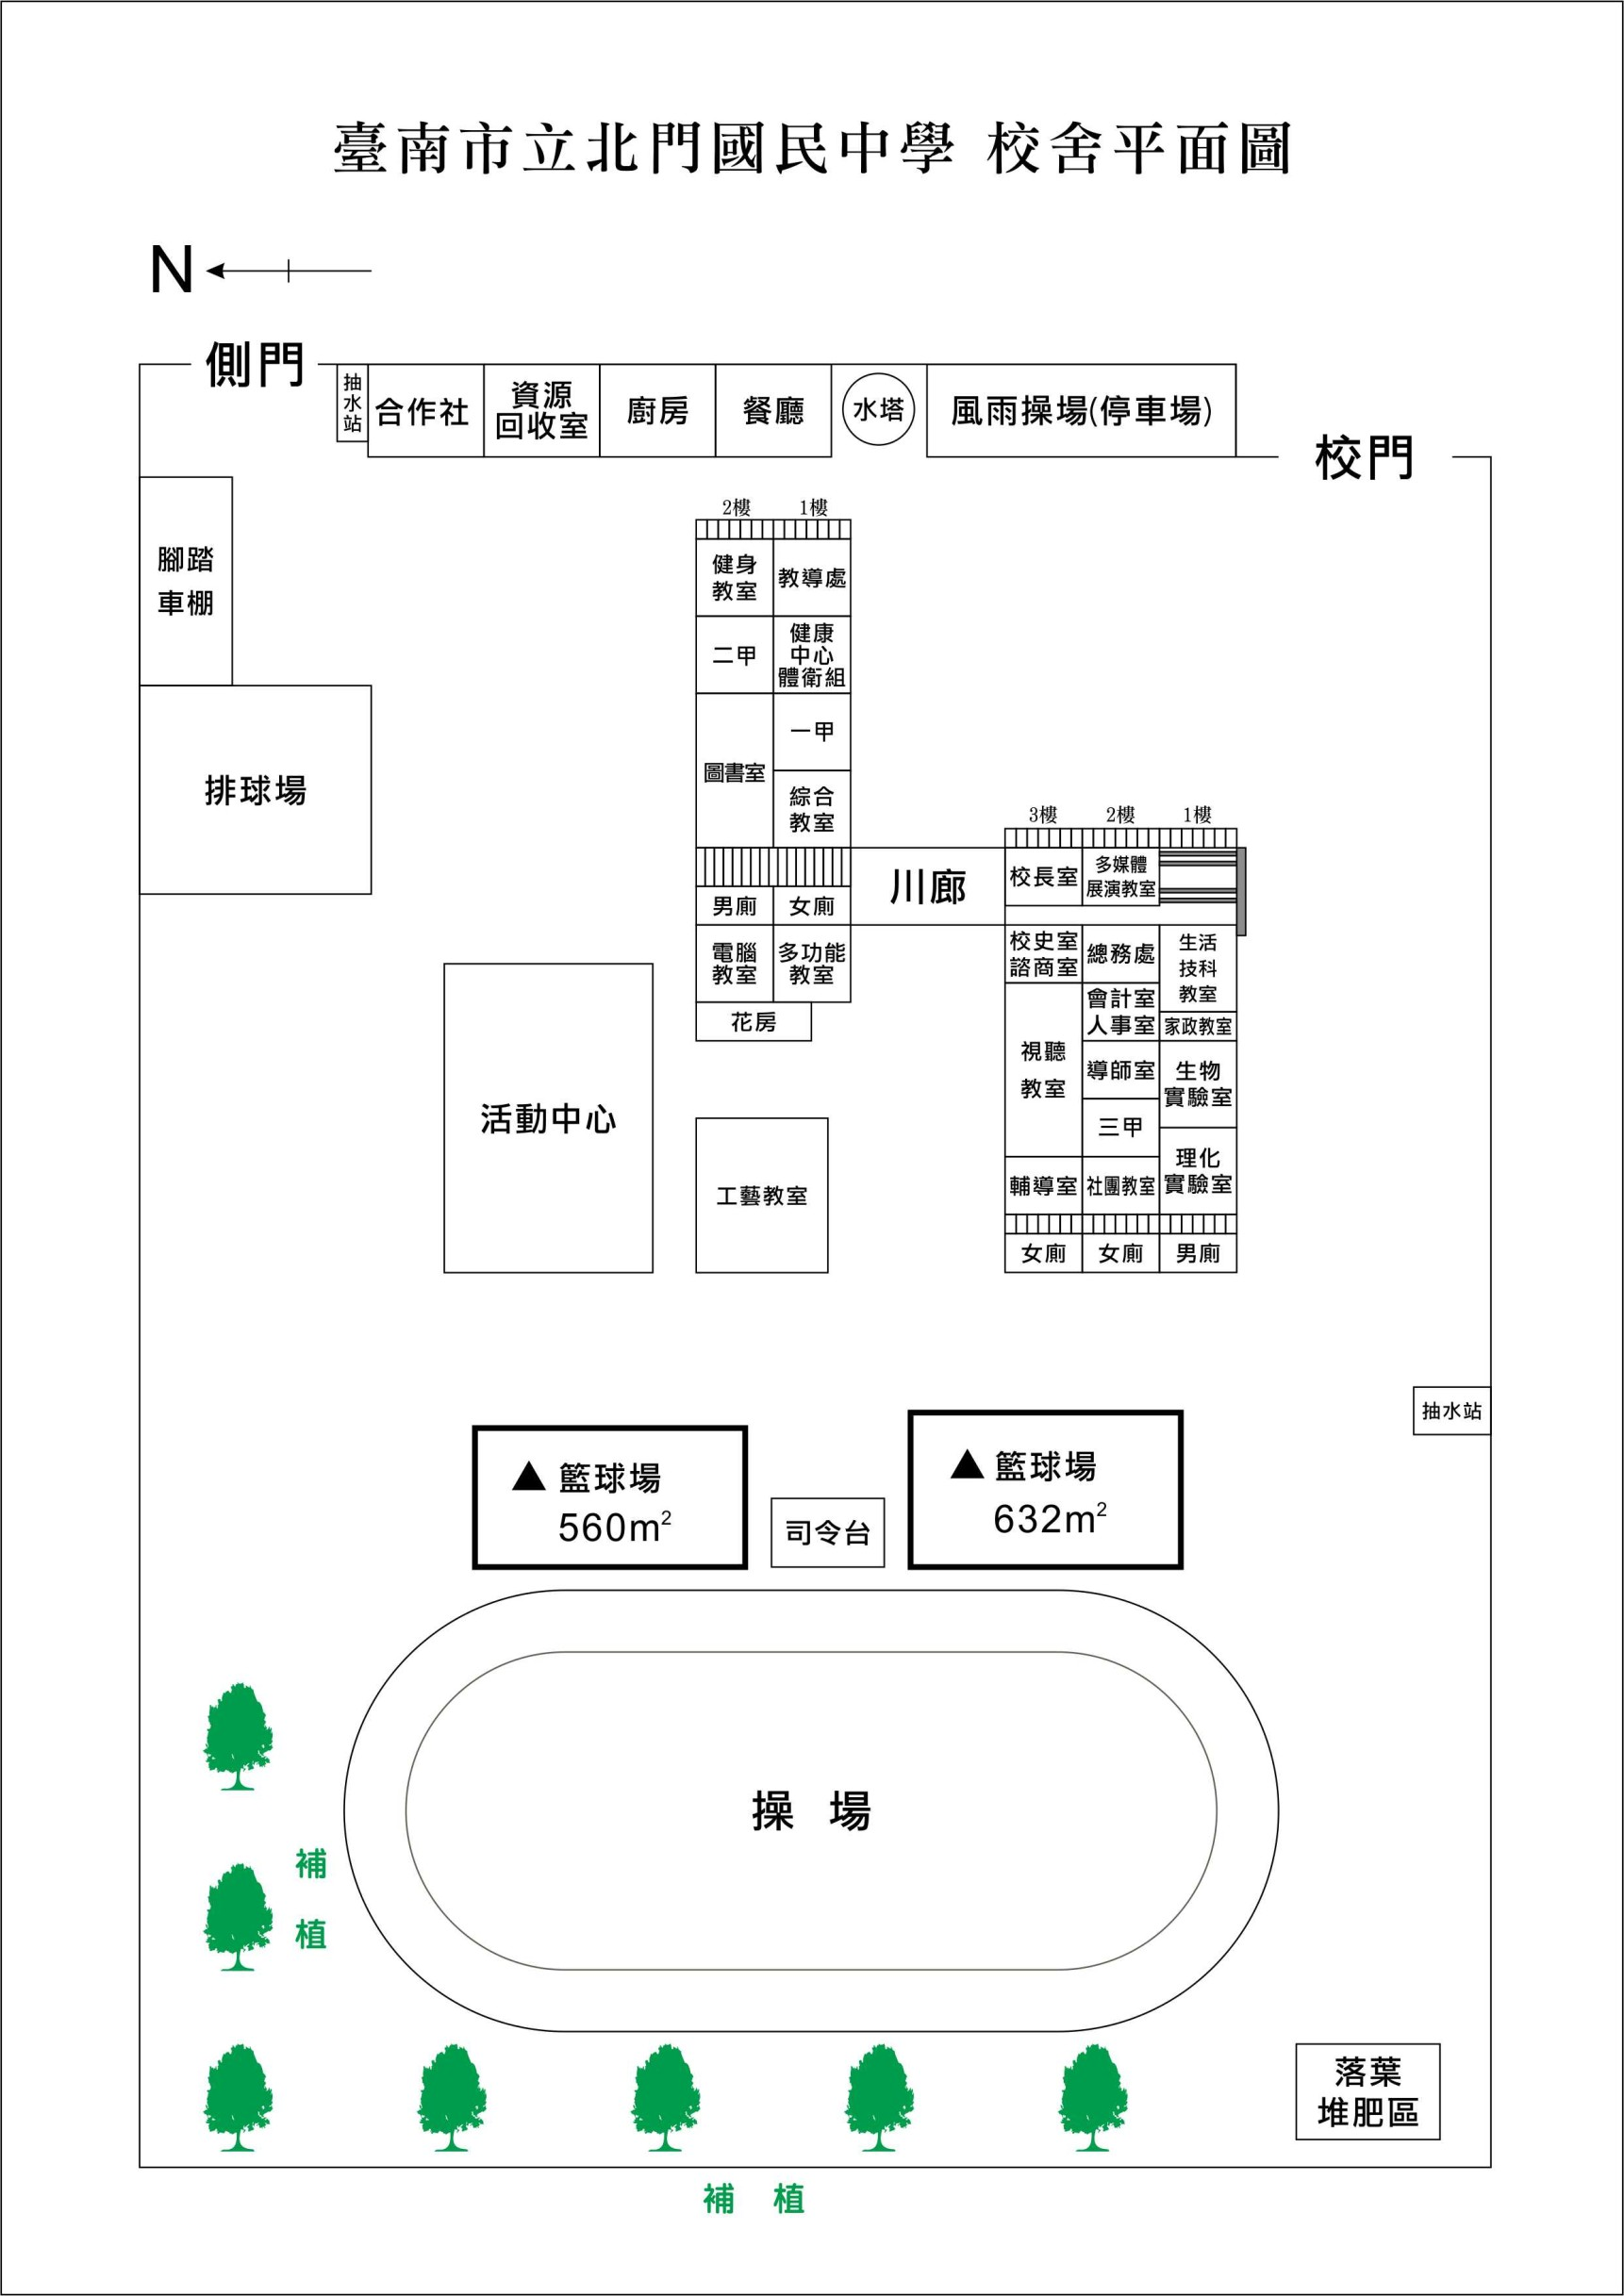 臺南市立北門國民中學 校舍平面圖
N
側門
抽水站
合作社
資源
回收室
廚房
餐廳
水塔
風雨操場(停車場)
校門
腳踏
車棚
排球場
2樓
1樓
健身
教室
教導處
二甲
健康
中心
體衛組
圖書室
一甲
綜合
教室
男廁
女廁
電腦
教室
多功能
教室
花房
川廊
3樓
2樓
1樓
校長室
多媒體
展演教室
校史室
諮商室
總務處
生活
技科
教室
會計室
人事室
家政教室
視聽
教室
導師室
生物
實驗室
三甲
理化
實驗室
輔導室
社團教室
女廁
女廁
男廁
活動中心
工藝教室
抽水站
▲ 籃球場
560m²
司令台
▲ 籃球場
632m²
操 場
補
植
落葉
堆肥區
補 植